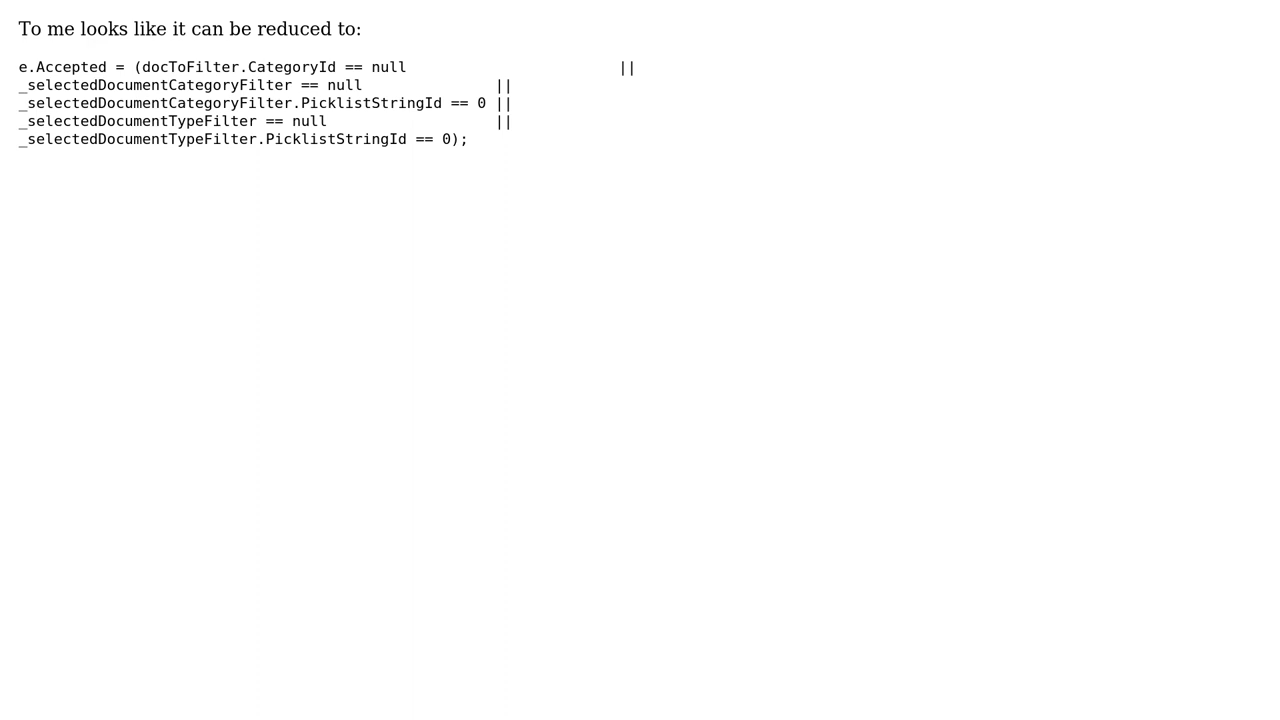 To me looks like it can be reduced to:
e.Accepted = (docToFilter.CategoryId == null                        ||
_selectedDocumentCategoryFilter == null               ||
_selectedDocumentCategoryFilter.PicklistStringId == 0 ||
_selectedDocumentTypeFilter == null                   ||
_selectedDocumentTypeFilter.PicklistStringId == 0);